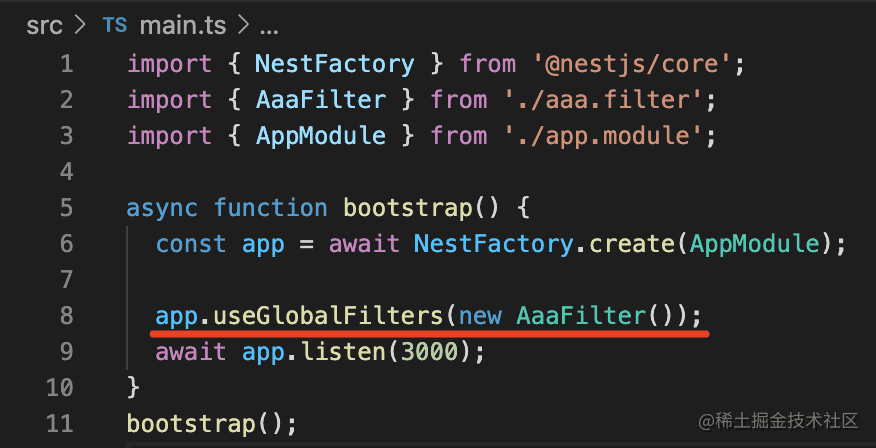 src > TS main.ts > ...
1 import { NestFactory } from '@nestjs/core';
2 import { AaaFilter } from './aaa.filter';
3 import { AppModule } from './app.module';
4
5 async function bootstrap() {
6   const app = await NestFactory.create(AppModule);
7
8   app.useGlobalFilters(new AaaFilter());
9   await app.listen(3000);
10 }
11 bootstrap();
@稀土掘金技术社区